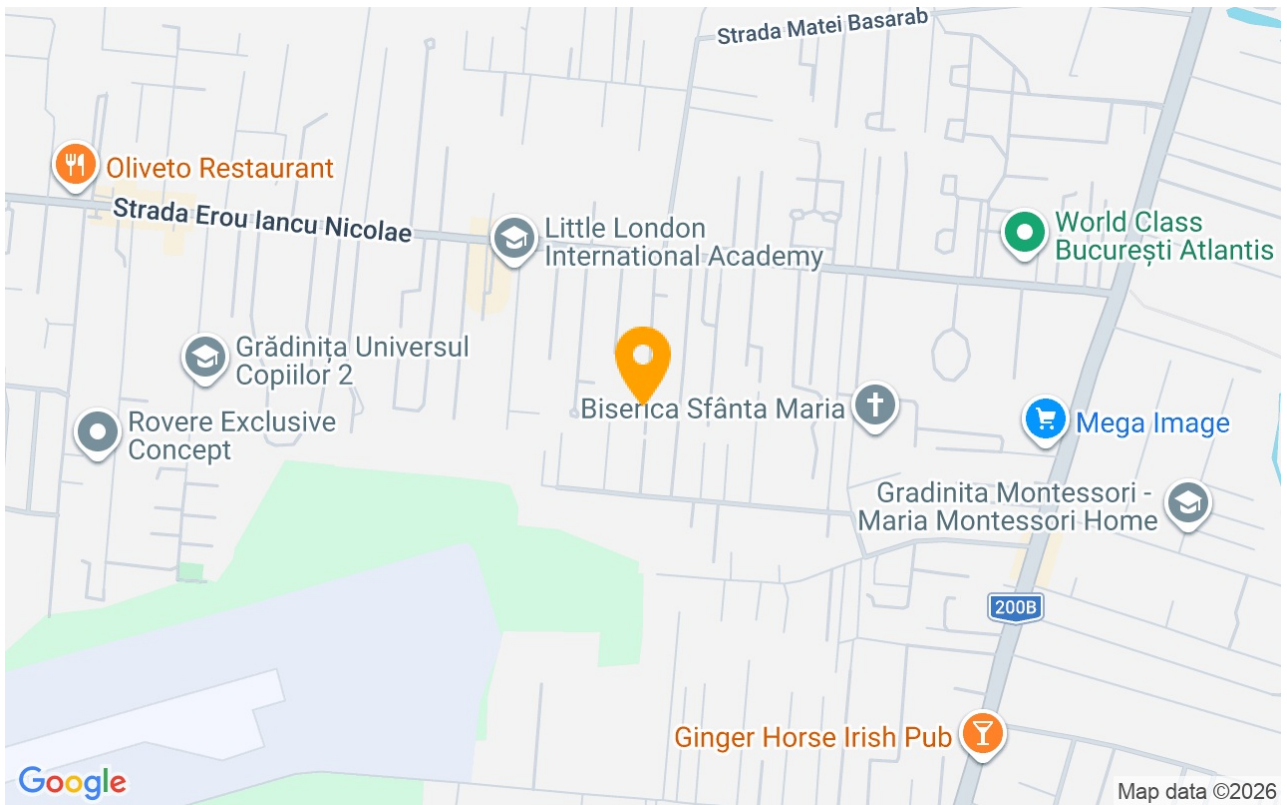 Strada Matei Basarab
Oliveto Restaurant
Strada Erou Iancu Nicolae
Little London
International Academy
World Class
București Atlantis
Grădinița Universul
Copiilor 2
Rovere Exclusive
Concept
Biserica Sfânta Maria
Mega Image
Gradinita Montessori -
Maria Montessori Home
200B
Ginger Horse Irish Pub
Google
Map data ©2026